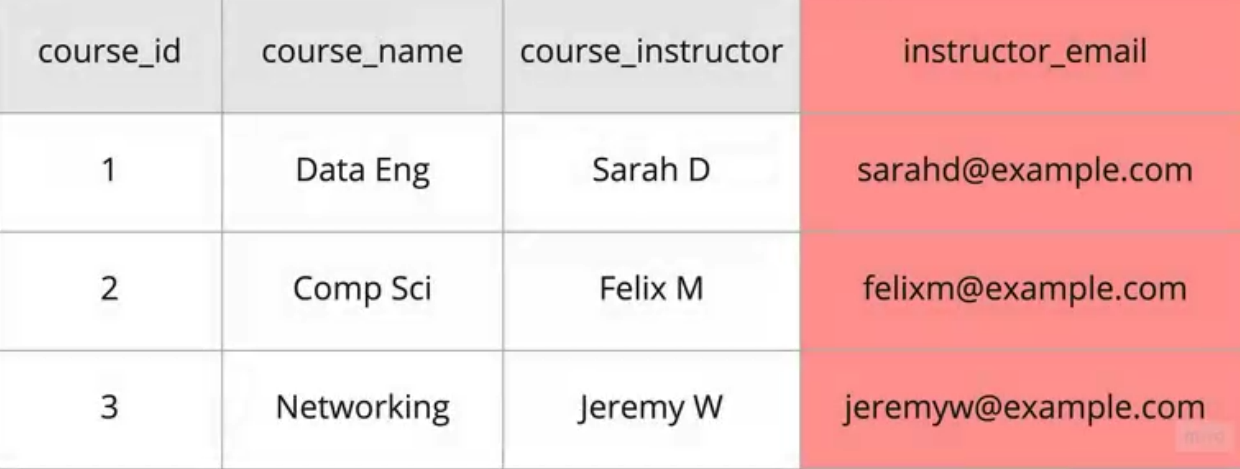 course_id course_name course_instructor instructor_email
1 Data Eng Sarah D sarahd@example.com
2 Comp Sci Felix M felixm@example.com
3 Networking Jeremy W jeremyw@example.com
miro